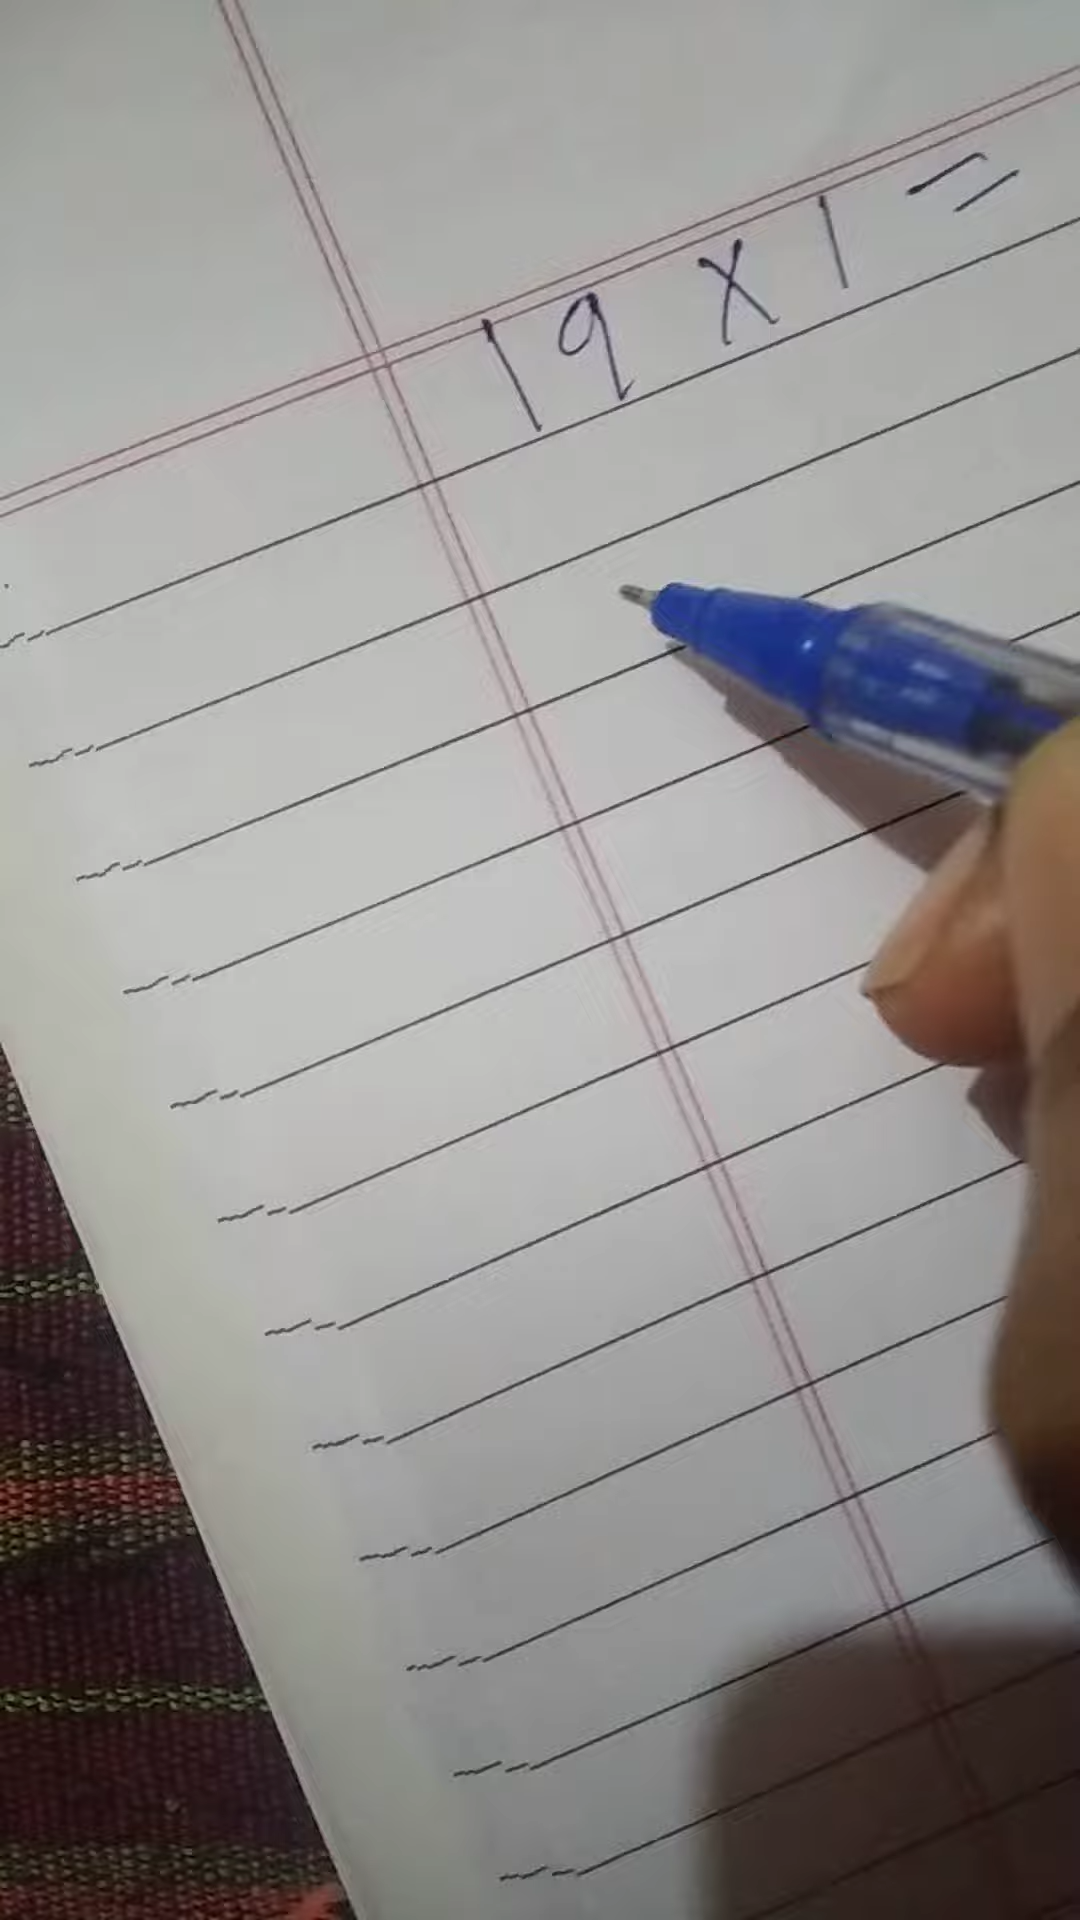 19 x 1 =